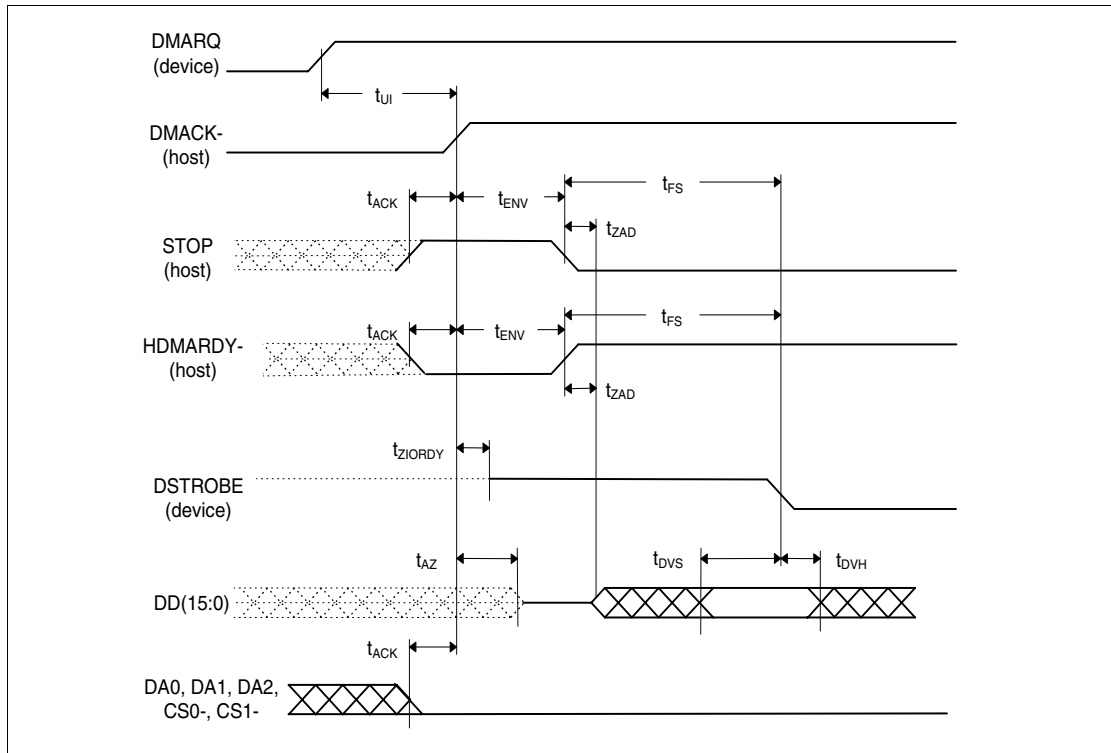 DMARQ
(device)
tUI
DMACK-
(host)
tFS
tACK
tENV
tZAD
STOP
(host)
tACK
tENV
tFS
HDMARDY-
(host)
tZAD
tZIORDY
DSTROBE
(device)
tAZ
tDVS
tDVH
DD(15:0)
tACK
DA0, DA1, DA2,
CS0-, CS1-